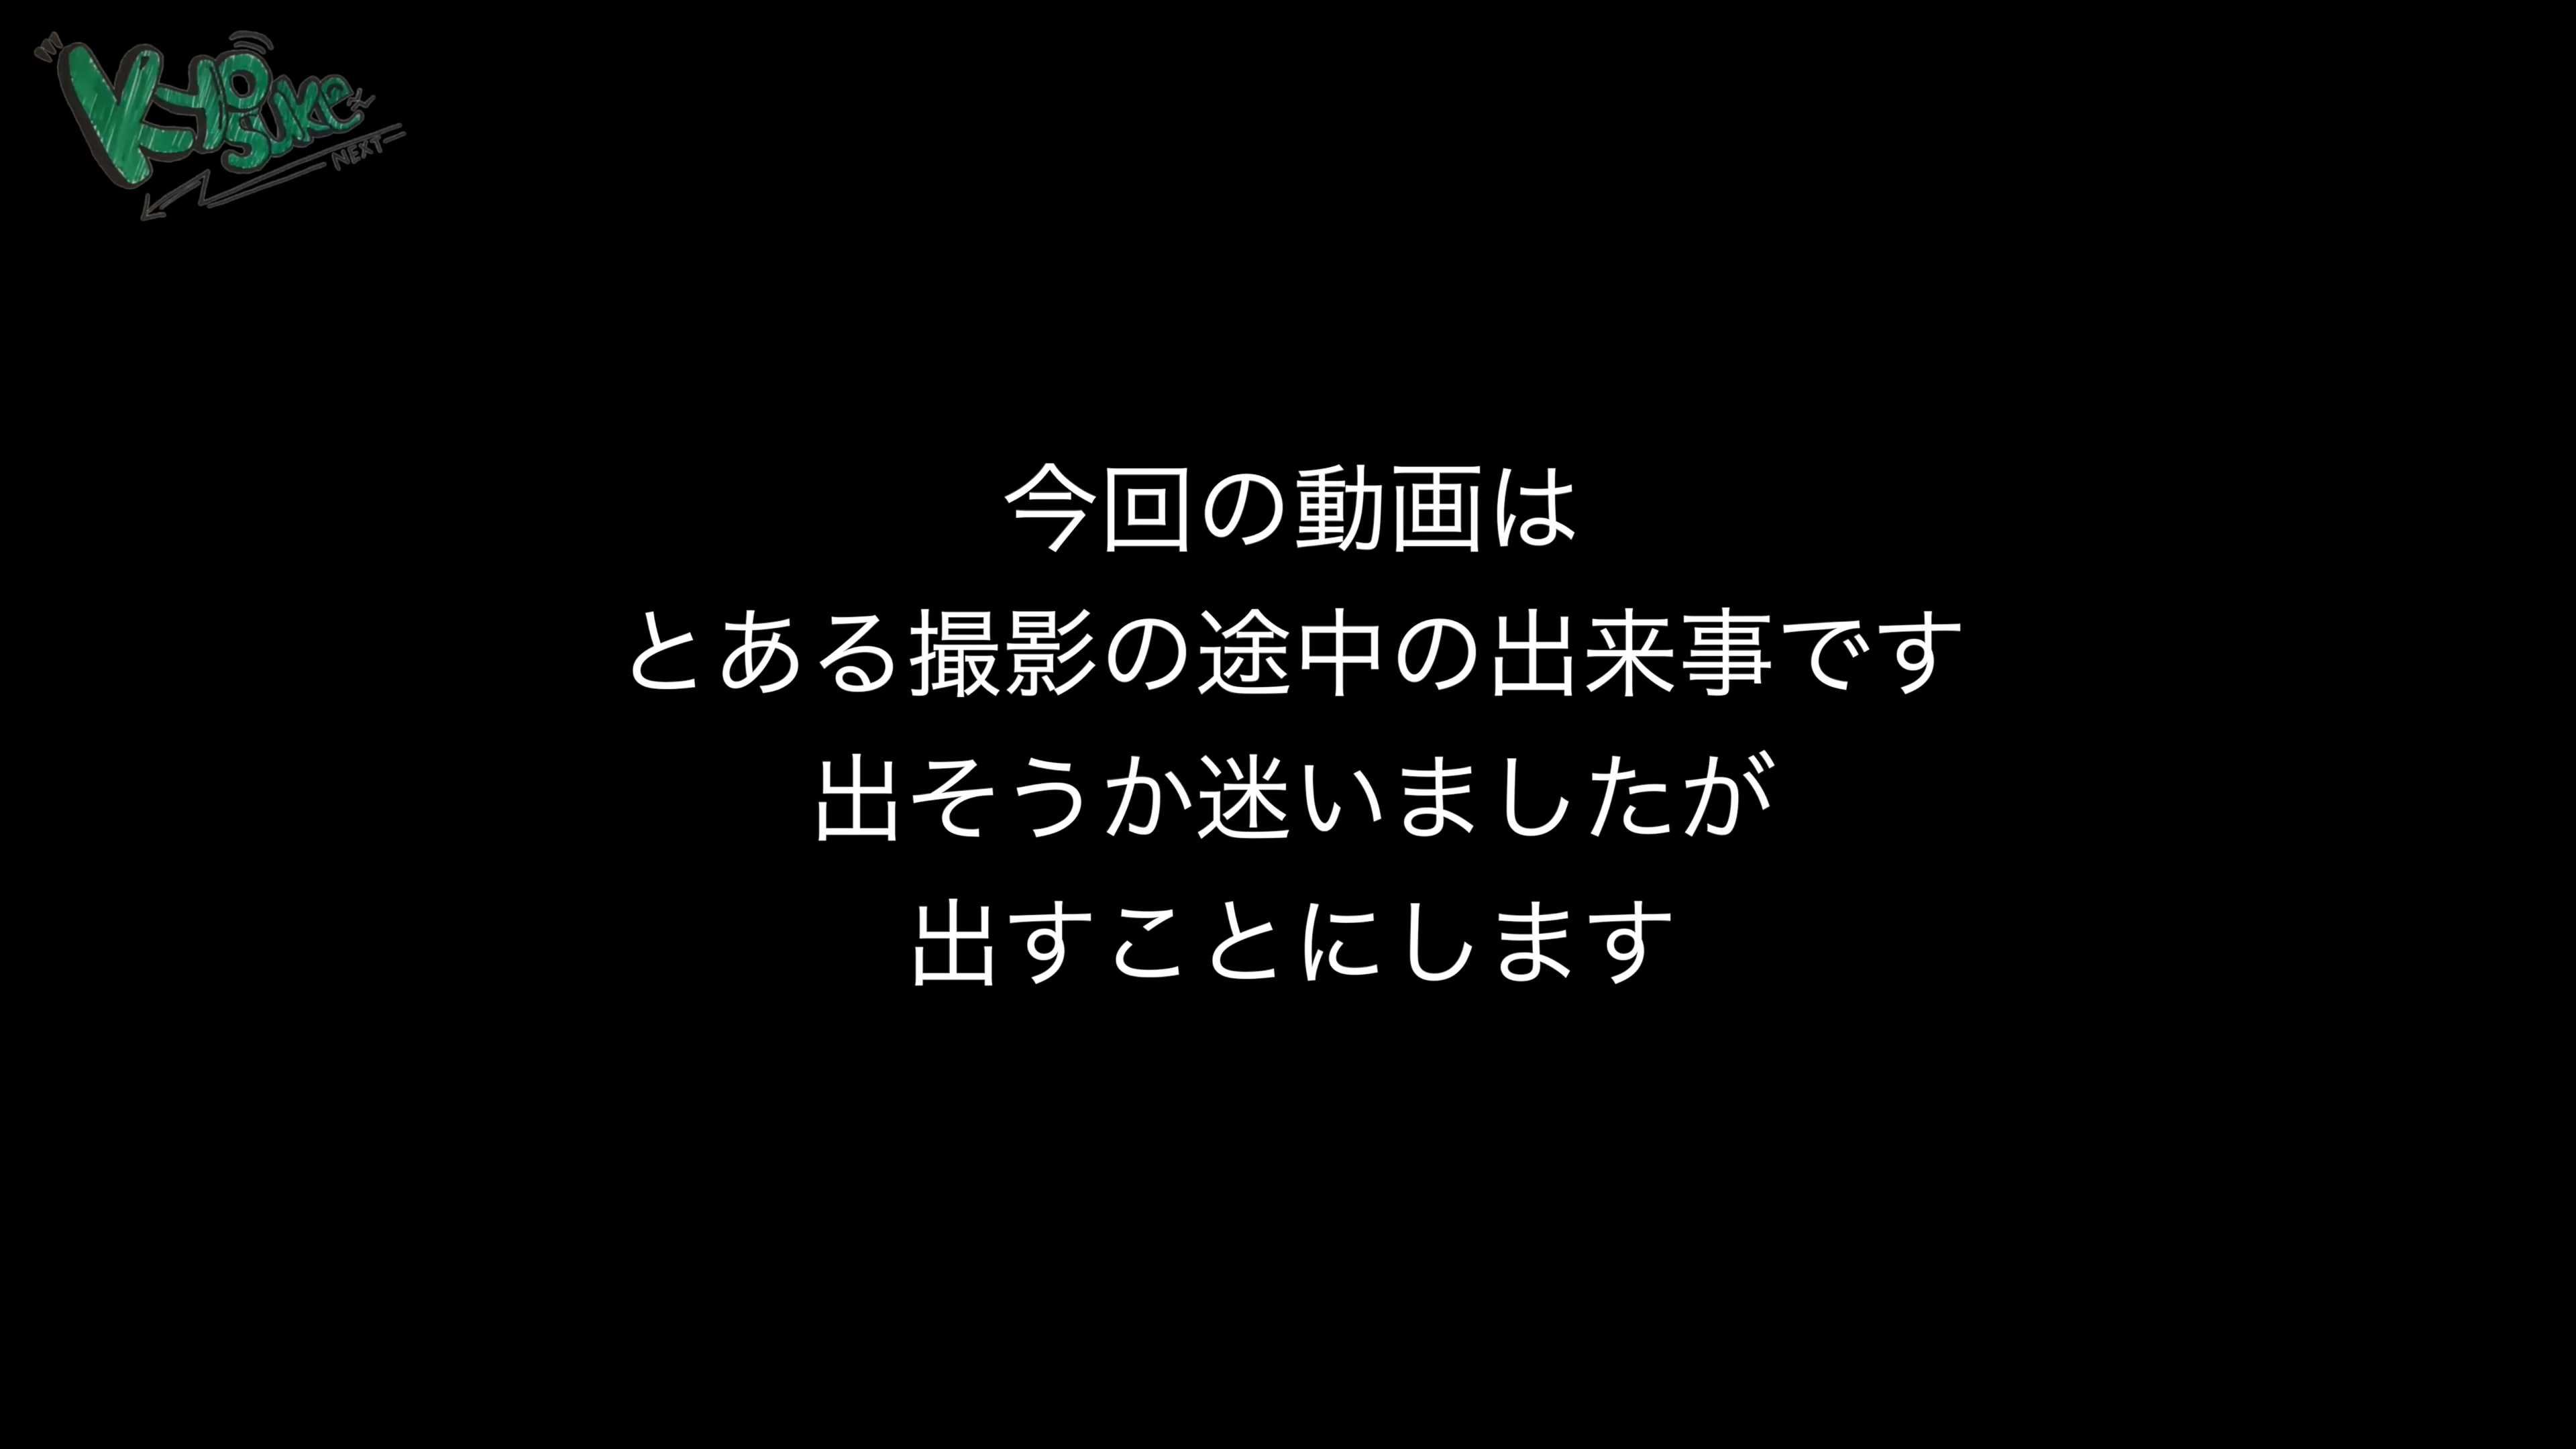 KYOSUKE
NEXT
今回の動画は
とある撮影の途中の出来事です
出そうか迷いましたが
出すことにします